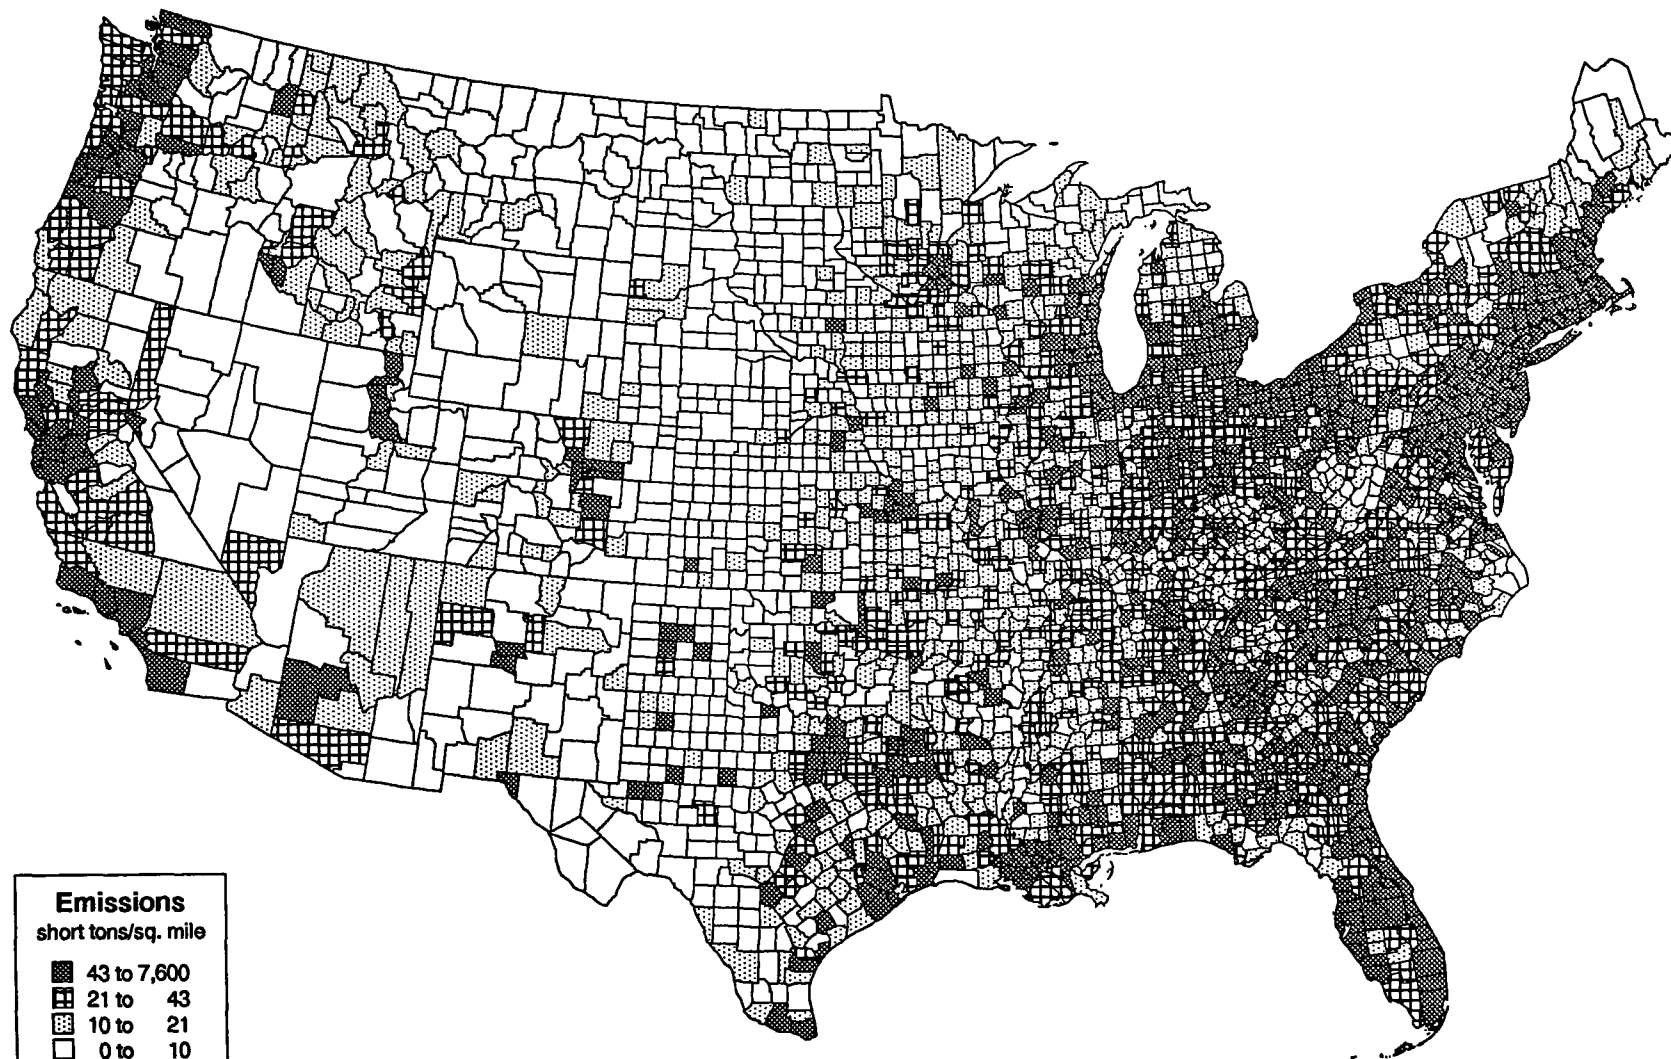 Emissions
short tons/sq. mile
43 to 7,600
21 to 43
10 to 21
0 to 10